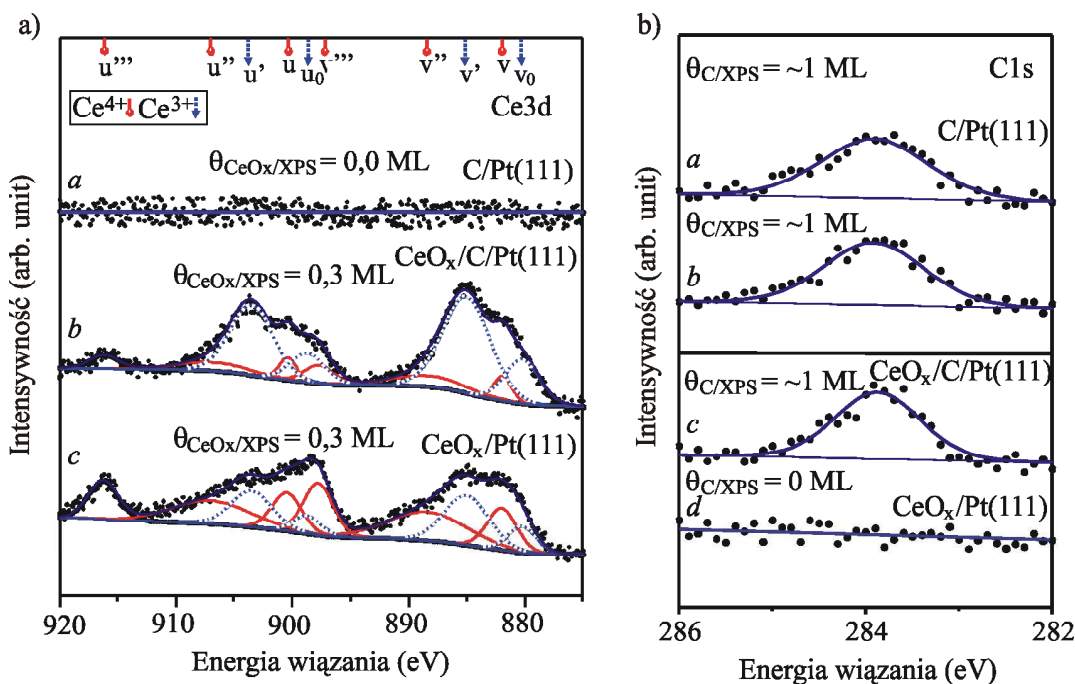 a)
u''' u'' u' u u₀ v''' v'' v' v v₀
Ce⁴⁺ Ce³⁺
Ce3d
θCeOx/XPS = 0,0 ML
C/Pt(111)
a
θCeOx/XPS = 0,3 ML
CeOₓ/C/Pt(111)
b
θCeOx/XPS = 0,3 ML
CeOₓ/Pt(111)
c
Intensywność (arb. unit)
920 910 900 890 880
Energia wiązania (eV)
b)
θC/XPS = ~1 ML
C1s
C/Pt(111)
a
θC/XPS = ~1 ML
b
θC/XPS = ~1 ML
CeOₓ/C/Pt(111)
c
θC/XPS = 0 ML
CeOₓ/Pt(111)
d
Intensywność (arb. unit)
286 284 282
Energia wiązania (eV)